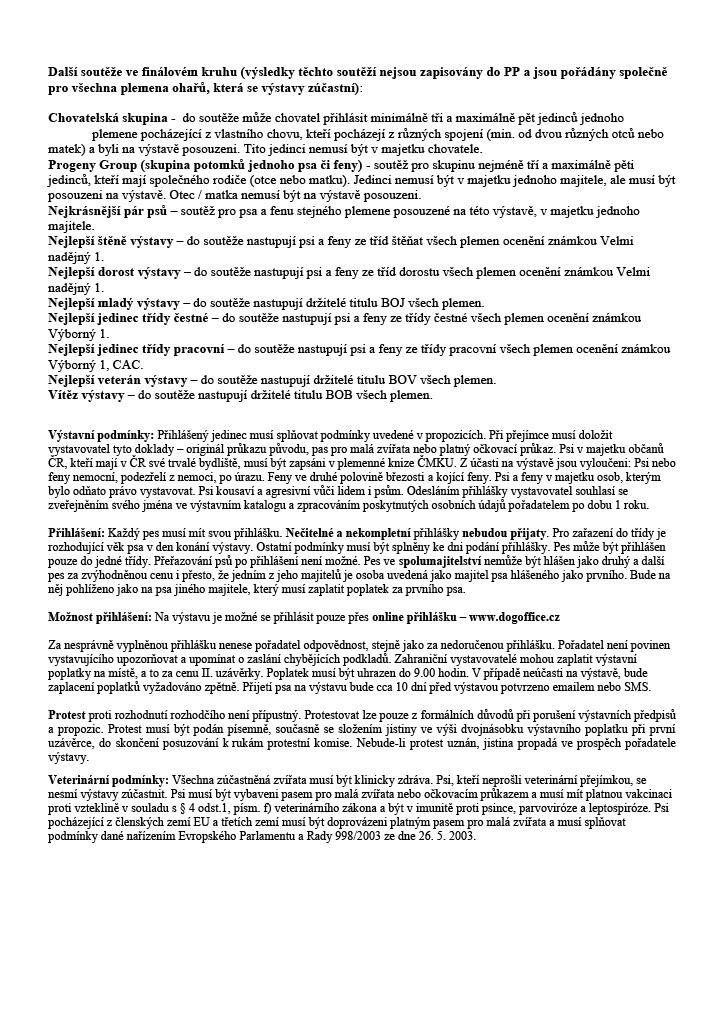 Další soutěže ve finálovém kruhu (výsledky těchto soutěží nejsou zapisovány do PP a jsou pořádány společně
pro všechna plemena ohařů, která se výstavy zúčastní):
Chovatelská skupina - do soutěže může chovatel přihlásit minimálně tři a maximálně pět jedinců jednoho
plemene pocházející z vlastního chovu, kteří pocházejí z různých spojení (min. od dvou různých otců nebo
matek) a byli na výstavě posouzeni. Tito jedinci nemusí být v majetku chovatele.
Progeny Group (skupina potomků jednoho psa či feny) - soutěž pro skupinu nejméně tří a maximálně pěti
jedinců, kteří mají společného rodiče (otce nebo matku). Jedinci nemusí být v majetku jednoho majitele, ale musí být
posouzeni na výstavě. Otec / matka nemusí být na výstavě posouzeni.
Nejkrásnější pár psů – soutěž pro psa a fenu stejného plemene posouzené na této výstavě, v majetku jednoho
majitele.
Nejlepší štěně výstavy – do soutěže nastupují psi a feny ze tříd štěňat všech plemen ocenění známkou Velmi
nadějný 1.
Nejlepší dorost výstavy – do soutěže nastupují psi a feny ze tříd dorostu všech plemen ocenění známkou Velmi
nadějný 1.
Nejlepší mladý výstavy – do soutěže nastupují držitelé titulu BOJ všech plemen.
Nejlepší jedinec třídy čestné – do soutěže nastupují psi a feny ze třídy čestné všech plemen ocenění známkou
Výborný 1.
Nejlepší jedinec třídy pracovní – do soutěže nastupují psi a feny ze třídy pracovní všech plemen ocenění známkou
Výborný 1, CAC.
Nejlepší veterán výstavy – do soutěže nastupují držitelé titulu BOV všech plemen.
Vítěz výstavy – do soutěže nastupují držitelé titulu BOB všech plemen.
Výstavní podmínky: Přihlášený jedinec musí splňovat podmínky uvedené v propozicích. Při přejímce musí doložit
vystavovatel tyto doklady – originál průkazu původu, pas pro malá zvířata nebo platný očkovací průkaz. Psi v majetku občanů
ČR, kteří mají v ČR své trvalé bydliště, musí být zapsáni v plemenné knize ČMKU. Z účasti na výstavě jsou vyloučeni: Psi nebo
feny nemocní, podezřelí z nemoci, po úrazu. Feny ve druhé polovině březosti a kojící feny. Psi a feny v majetku osob, kterým
bylo odňato právo vystavovat. Psi kousaví a agresivní vůči lidem i psům. Odesláním přihlášky vystavovatel souhlasí se
zveřejněním svého jména ve výstavním katalogu a zpracováním poskytnutých osobních údajů pořadatelem po dobu 1 roku.
Přihlášení: Každý pes musí mít svou přihlášku. Nečitelné a nekompletní přihlášky nebudou přijaty. Pro zařazení do třídy je
rozhodující věk psa v den konání výstavy. Ostatní podmínky musí být splněny ke dni podání přihlášky. Pes může být přihlášen
pouze do jedné třídy. Přeřazování psů po přihlášení není možné. Pes ve spolumajitelství nemůže být hlášen jako druhý a další
pes za zvýhodněnou cenu i přesto, že jedním z jeho majitelů je osoba uvedená jako majitel psa hlášeného jako prvního. Bude na
něj pohlíženo jako na psa jiného majitele, který musí zaplatit poplatek za prvního psa.
Možnost přihlášení: Na výstavu je možné se přihlásit pouze přes online přihlášku – www.dogoffice.cz
Za nesprávně vyplněnou přihlášku nenese pořadatel odpovědnost, stejně jako za nedoručenou přihlášku. Pořadatel není povinen
vystavujícího upozorňovat a upomínat o zaslání chybějících podkladů. Zahraniční vystavovatelé mohou zaplatit výstavní
poplatky na místě, a to za cenu II. uzávěrky. Poplatek musí být uhrazen do 9.00 hodin. V případě neúčasti na výstavě, bude
zaplacení poplatků vyžadováno zpětně. Přijetí psa na výstavu bude cca 10 dní před výstavou potvrzeno emailem nebo SMS.
Protest proti rozhodnutí rozhodčího není přípustný. Protestovat lze pouze z formálních důvodů při porušení výstavních předpisů
a propozic. Protest musí být podán písemně, současně se složením jistiny ve výši dvojnásobku výstavního poplatku při první
uzávěrce, do skončení posuzování k rukám protestní komise. Nebude-li protest uznán, jistina propadá ve prospěch pořadatele
výstavy.
Veterinární podmínky: Všechna zúčastněná zvířata musí být klinicky zdravá. Psi, kteří neprošli veterinární přejímkou, se
nesmí výstavy zúčastnit. Psi musí být vybaveni pasem pro malá zvířata nebo očkovacím průkazem a musí mít platnou vakcinaci
proti vzteklině v souladu s § 4 odst.1, písm. f) veterinárního zákona a být v imunitě proti psince, parvoviróze a leptospiróze. Psi
pocházející z členských zemí EU a třetích zemí musí být doprovázeni platným pasem pro malá zvířata a musí splňovat
podmínky dané nařízením Evropského Parlamentu a Rady 998/2003 ze dne 26. 5. 2003.